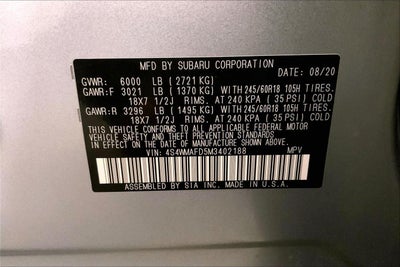 MFD. BY SUBARU CORPORATION
DATE: 08/20
GVWR: 6000 LB (2721 KG)
GAWR:F 3021 LB (1370 KG) WITH 245/60R18 105H TIRES.
18X7 1/2J RIMS. AT 240 KPA (35 PSI) COLD
GAWR:R 3296 LB (1495 KG) WITH 245/60R18 105H TIRES.
18X7 1/2J RIMS. AT 240 KPA (35 PSI) COLD
THIS VEHICLE CONFORMS TO ALL APPLICABLE FEDERAL MOTOR
VEHICLE SAFETY AND THEFT PREVENTION STANDARDS
IN EFFECT ON THE DATE OF MANUFACTURE SHOWN ABOVE.
VIN: 4S4WMAFD5M3402188 MPV
ASSEMBLED BY SIA INC. MADE IN U.S.A.